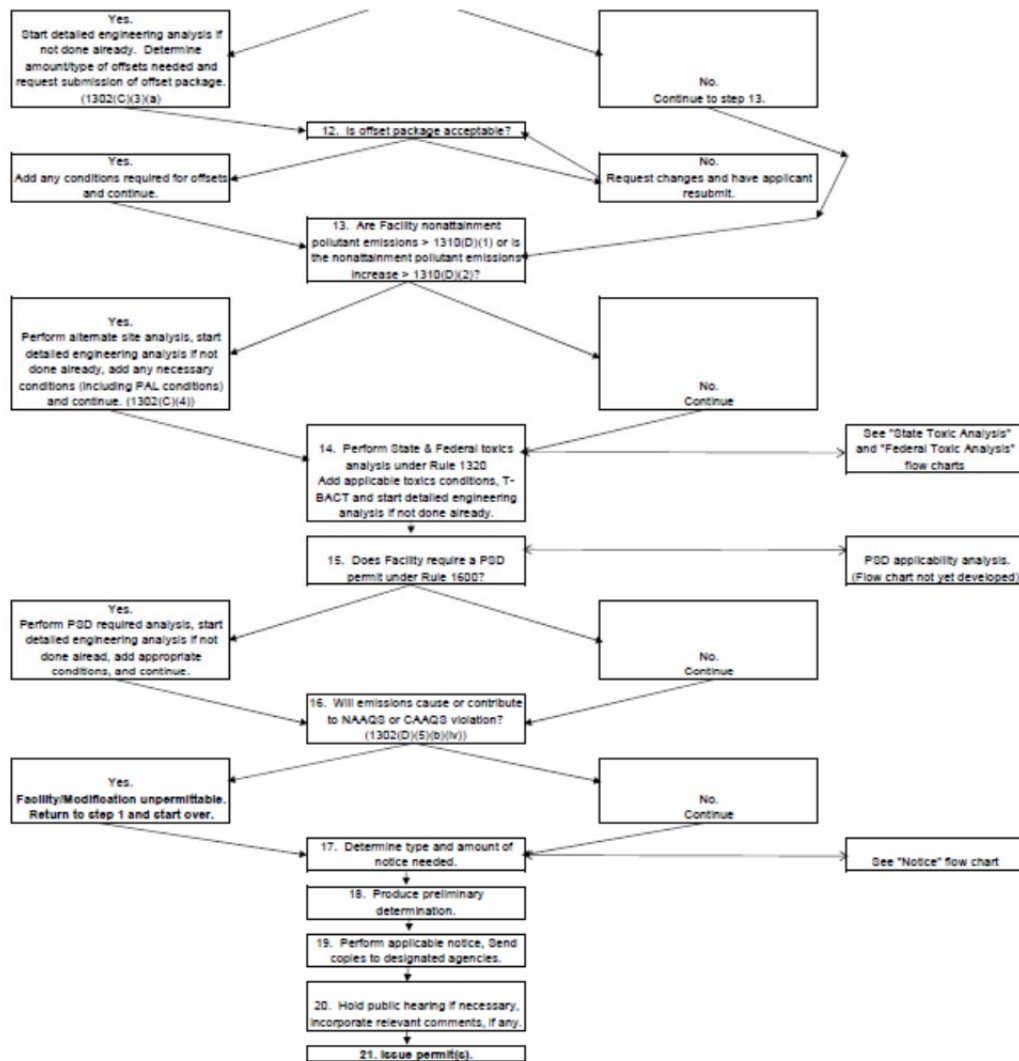 Yes.
Start detailed engineering analysis if
not done already. Determine
amount/type of offsets needed and
request submission of offset package.
(1302(C)(3)(a)
No.
Continue to step 13.
12. Is offset package acceptable?
Yes.
Add any conditions required for offsets
and continue.
No.
Request changes and have applicant
resubmit.
13. Are Facility nonattainment
pollutant emissions > 1310(D)(1) or is
the nonattainment pollutant emissions
increase > 1310(D)(2)?
Yes.
Perform alternate site analysis, start
detailed engineering analysis if not
done already, add any necessary
conditions (including PAL conditions)
and continue. (1302(C)(4))
No.
Continue
14. Perform State & Federal toxics
analysis under Rule 1320
Add applicable toxics conditions, T-
BACT and start detailed engineering
analysis if not done already.
See "State Toxic Analysis"
and "Federal Toxic Analysis"
flow charts
15. Does Facility require a PSD
permit under Rule 1600?
PSD applicability analysis.
(Flow chart not yet developed)
Yes.
Perform PSD required analysis, start
detailed engineering analysis if not
done alread, add appropriate
conditions, and continue.
No.
Continue
16. Will emissions cause or contribute
to NAAQS or CAAQS violation?
(1302(D)(5)(b)(iv))
Yes.
Facility/Modification unpermittable.
Return to step 1 and start over.
No.
Continue
17. Determine type and amount of
notice needed.
See "Notice" flow chart
18. Produce preliminary
determination.
19. Perform applicable notice, Send
copies to designated agencies.
20. Hold public hearing if necessary,
incorporate relevant comments, if any.
21. Issue permit(s).